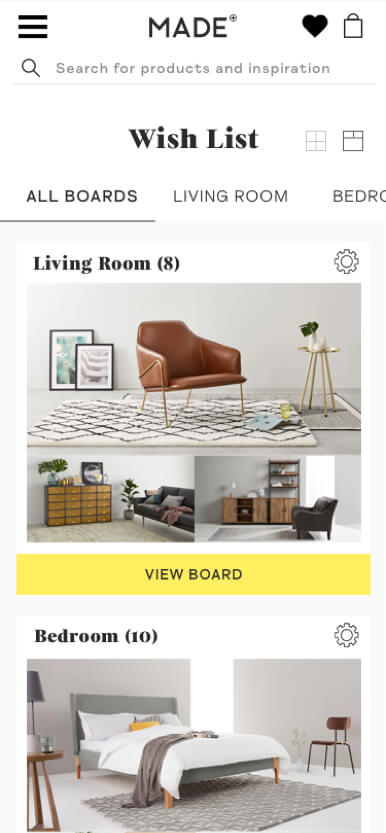 MADE
Search for products and inspiration
Wish List
ALL BOARDS LIVING ROOM BEDRO
Living Room (8)
VIEW BOARD
Bedroom (10)